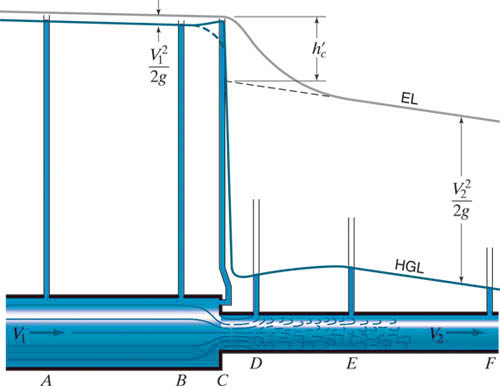 V₁²
2g
h′c
EL
V₂²
2g
HGL
V₁
V₂
A B C D E F